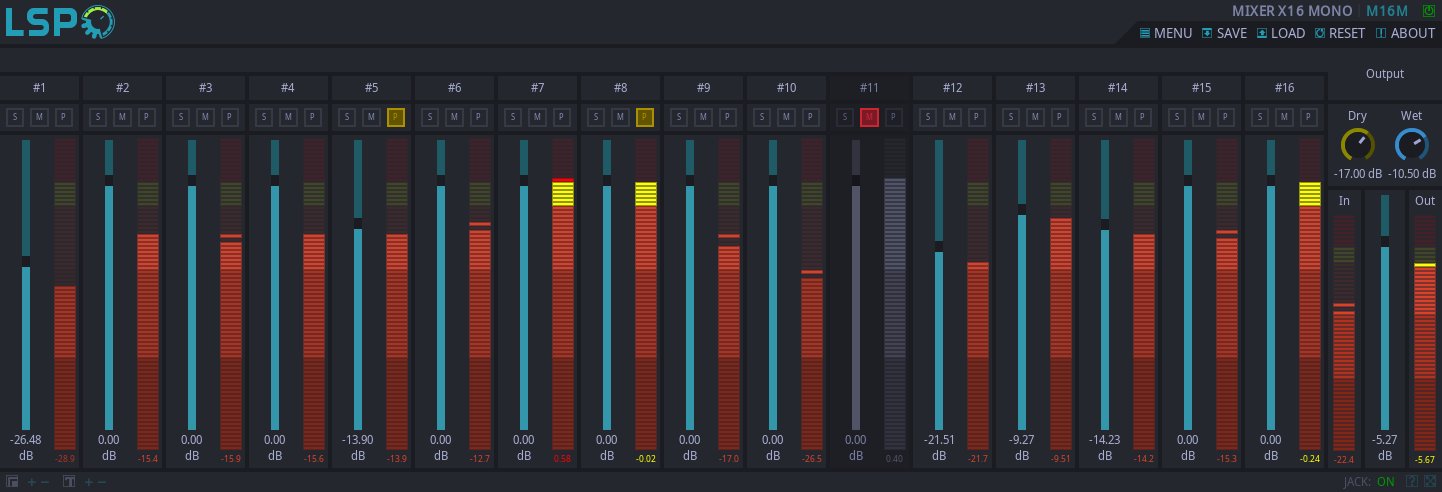 LSP
MIXER X16 MONO M16M
MENU SAVE LOAD RESET ABOUT
Output
#1 #2 #3 #4 #5 #6 #7 #8 #9 #10 #11 #12 #13 #14 #15 #16
S M P S M P S M P S M P S M P S M P S M P S M P S M P S M P S M P S M P S M P S M P S M P S M P
Dry Wet
-17.00 dB -10.50 dB
In Out
-26.48 0.00 0.00 0.00 -13.90 0.00 0.00 0.00 0.00 0.00 0.00 -21.51 -9.27 -14.23 0.00 0.00 -5.27
dB dB dB dB dB dB dB dB dB dB dB dB dB dB dB dB dB
-28.9 -15.4 -15.9 -15.6 -13.9 -12.7 0.58 -0.02 -17.0 -26.5 0.40 -21.7 -9.51 -14.2 -15.3 -0.24 -22.4 -5.67
+ − T + − JACK: ON ?